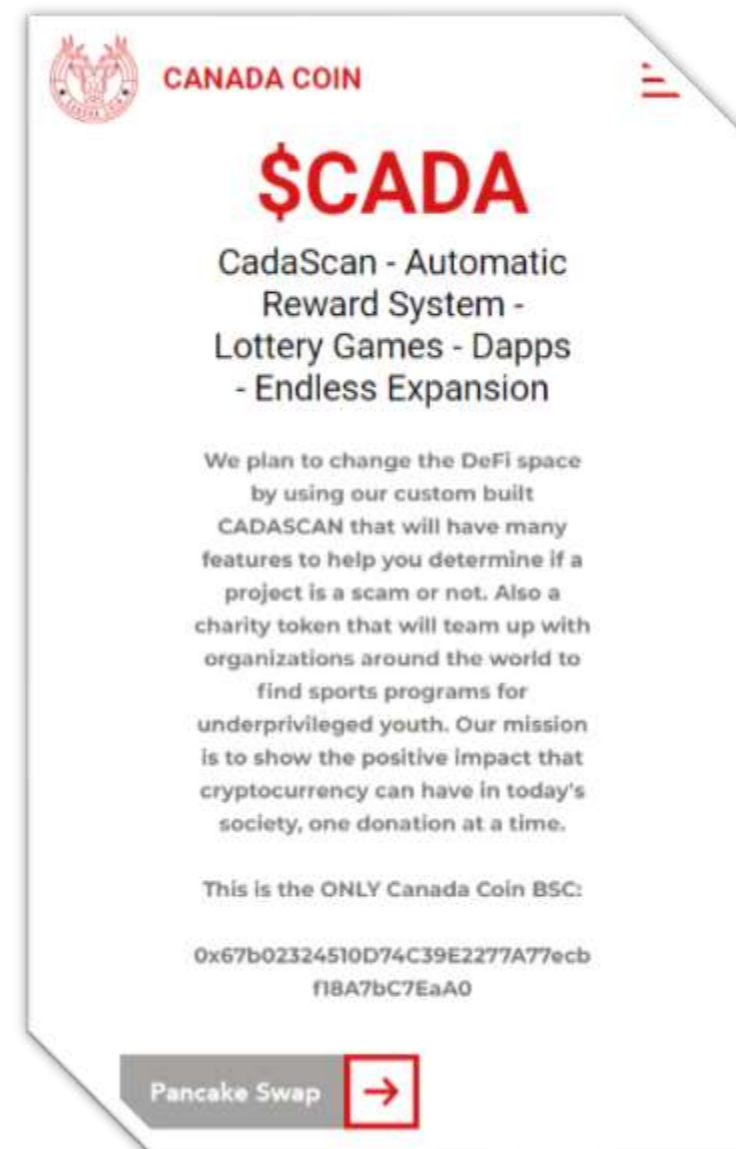 CANADA COIN
CANADA COIN
$CADA
CadaScan - Automatic
Reward System -
Lottery Games - Dapps
- Endless Expansion
We plan to change the DeFi space
by using our custom built
CADASCAN that will have many
features to help you determine if a
project is a scam or not. Also a
charity token that will team up with
organizations around the world to
find sports programs for
underprivileged youth. Our mission
is to show the positive impact that
cryptocurrency can have in today's
society, one donation at a time.
This is the ONLY Canada Coin BSC:
0x67b02324510D74C39E2277A77ecb
f18A7bC7EaA0
Pancake Swap